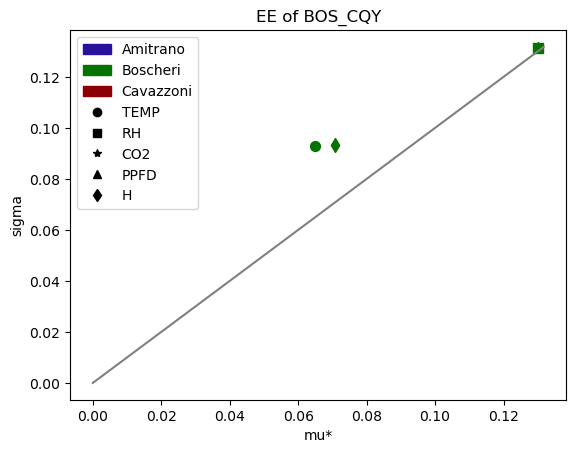 EE of BOS_CQY
Amitrano
Boscheri
Cavazzoni
TEMP
RH
CO2
PPFD
H
sigma
0.12
0.10
0.08
0.06
0.04
0.02
0.00
0.00 0.02 0.04 0.06 0.08 0.10 0.12
mu*